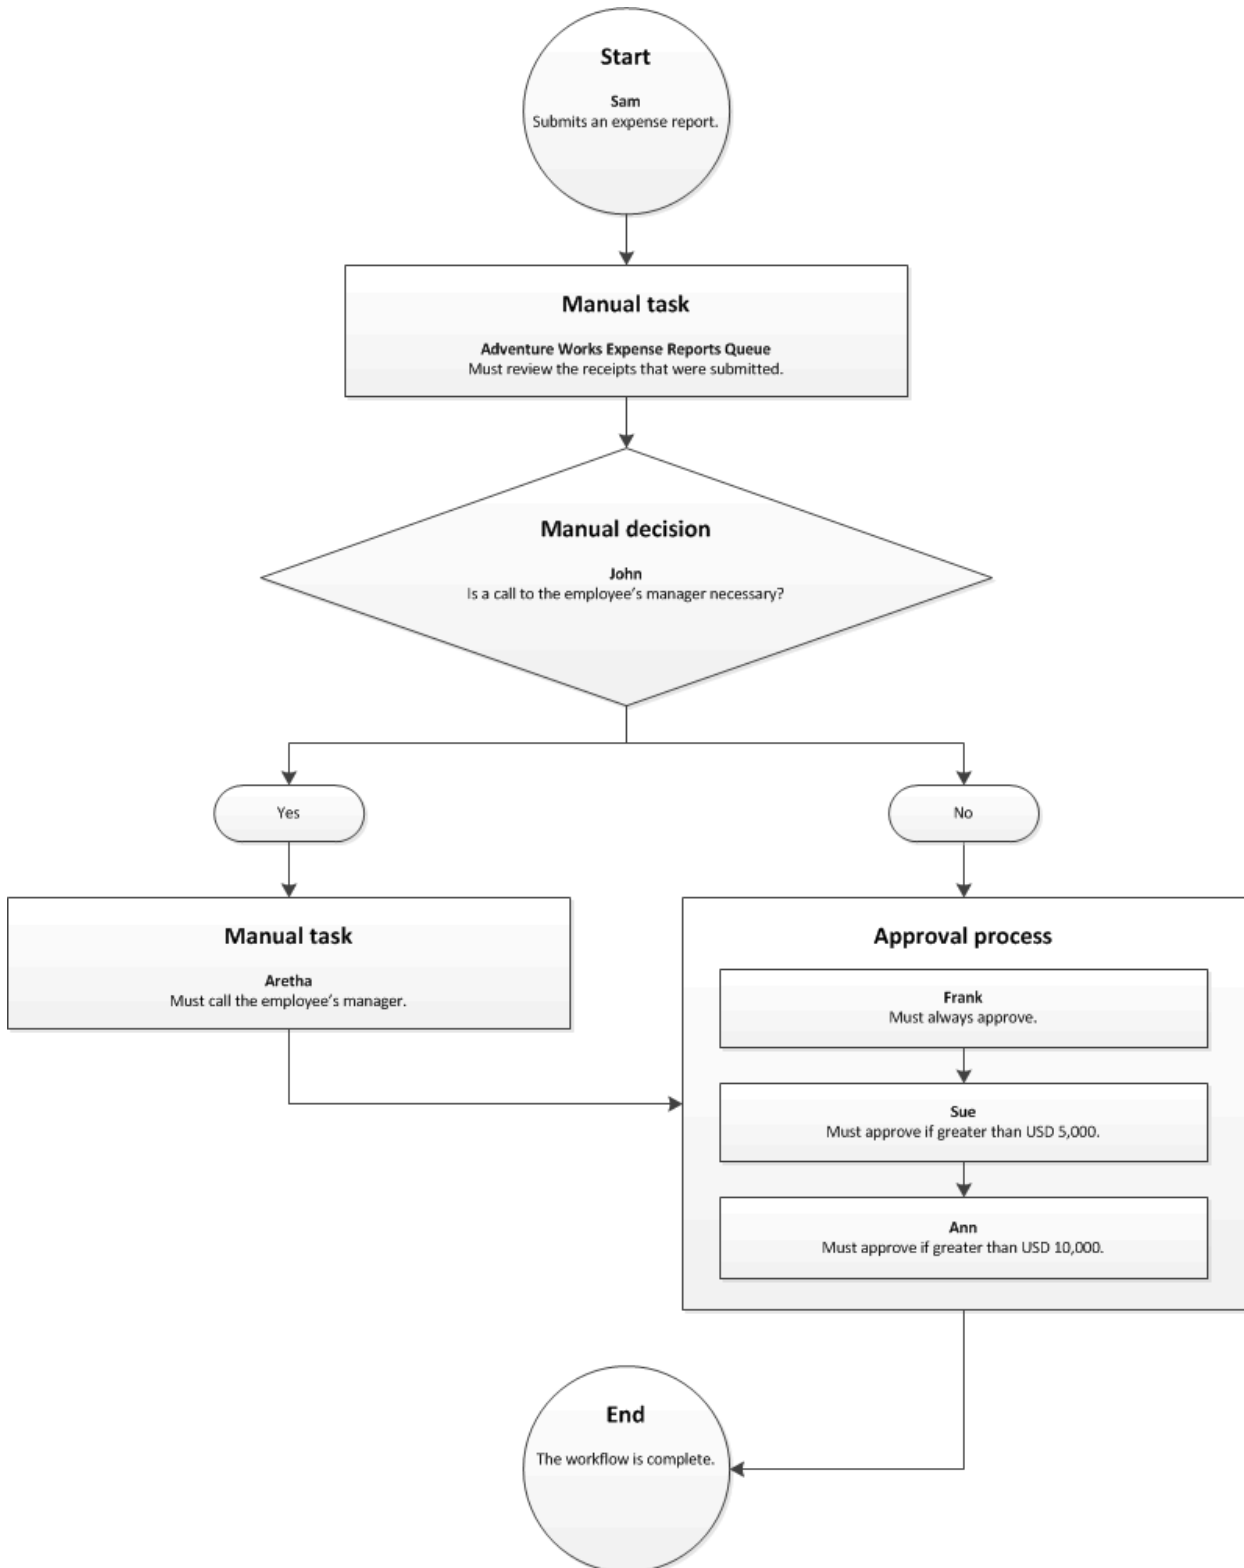 Start
Sam
Submits an expense report.
Manual task
Adventure Works Expense Reports Queue
Must review the receipts that were submitted.
Manual decision
John
Is a call to the employee’s manager necessary?
Yes
No
Manual task
Aretha
Must call the employee’s manager.
Approval process
Frank
Must always approve.
Sue
Must approve if greater than USD 5,000.
Ann
Must approve if greater than USD 10,000.
End
The workflow is complete.